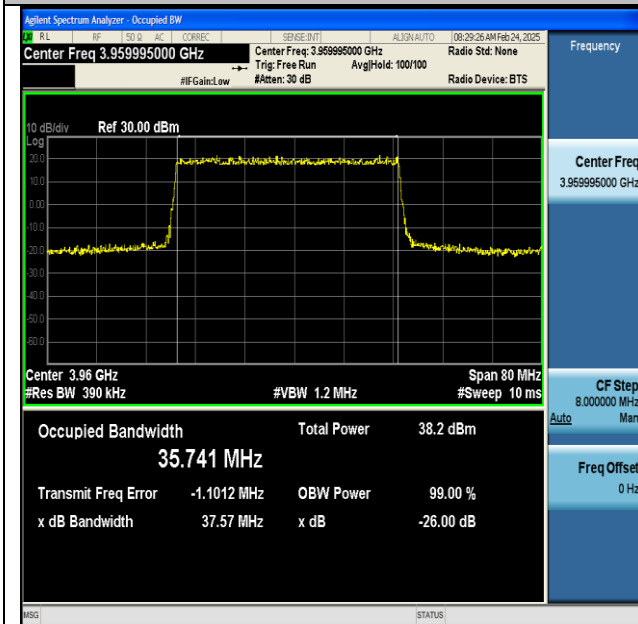 Agilent Spectrum Analyzer - Occupied BW
RL RF 50 Ω AC CORREC SENSE:INT ALIGN AUTO 08:29:26 AM Feb 24, 2025
Center Freq 3.959995000 GHz
Center Freq: 3.959995000 GHz Radio Std: None
Trig: Free Run Avg|Hold: 100/100
#IFGain:Low #Atten: 30 dB Radio Device: BTS
10 dB/div Ref 30.00 dBm
Log
20.0
10.0
0.00
-10.0
-20.0
-30.0
-40.0
-50.0
-60.0
Center 3.96 GHz Span 80 MHz
#Res BW 390 kHz #VBW 1.2 MHz #Sweep 10 ms
Occupied Bandwidth Total Power 38.2 dBm
35.741 MHz
Transmit Freq Error -1.1012 MHz OBW Power 99.00 %
x dB Bandwidth 37.57 MHz x dB -26.00 dB
MSG STATUS
Frequency
Center Freq
3.959995000 GHz
CF Step
8.000000 MHz
Auto Man
Freq Offset
0 Hz